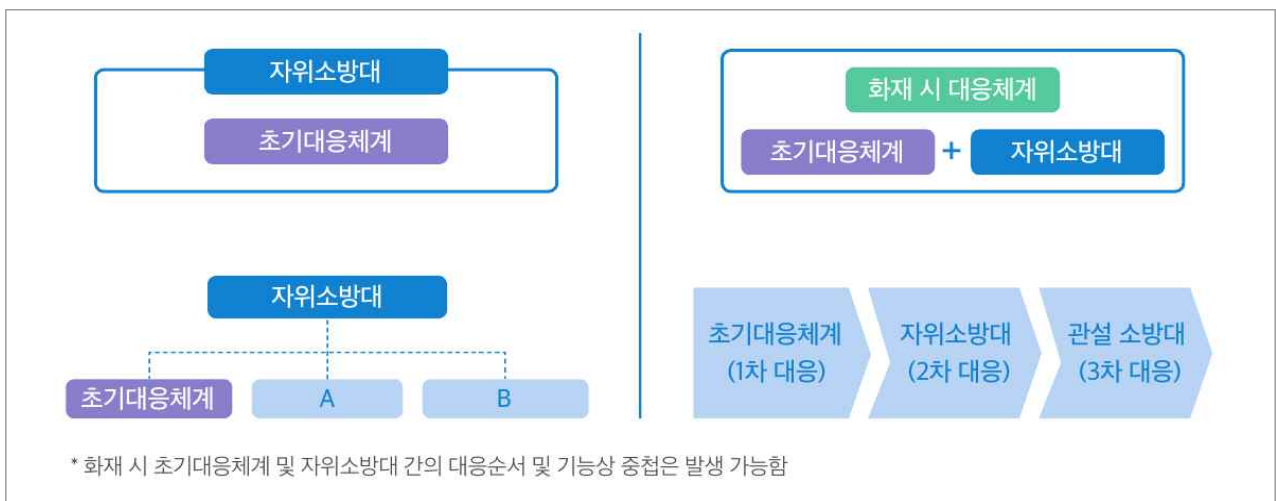 자위소방대
초기대응체계
자위소방대
초기대응체계
A
B
화재 시 대응체계
초기대응체계 + 자위소방대
초기대응체계
(1차 대응)
자위소방대
(2차 대응)
관설 소방대
(3차 대응)
* 화재 시 초기대응체계 및 자위소방대 간의 대응순서 및 기능상 중첩은 발생 가능함